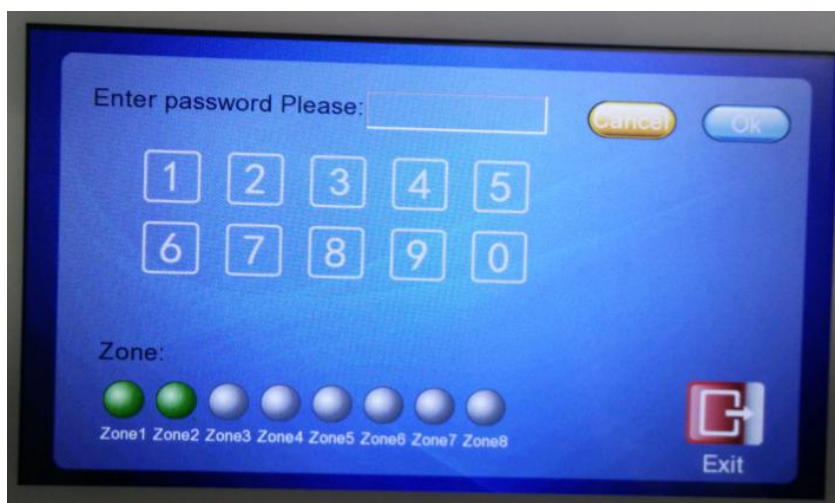 Enter password Please:
Cancel
Ok
1 2 3 4 5
6 7 8 9 0
Zone:
Zone1 Zone2 Zone3 Zone4 Zone5 Zone6 Zone7 Zone8
Exit